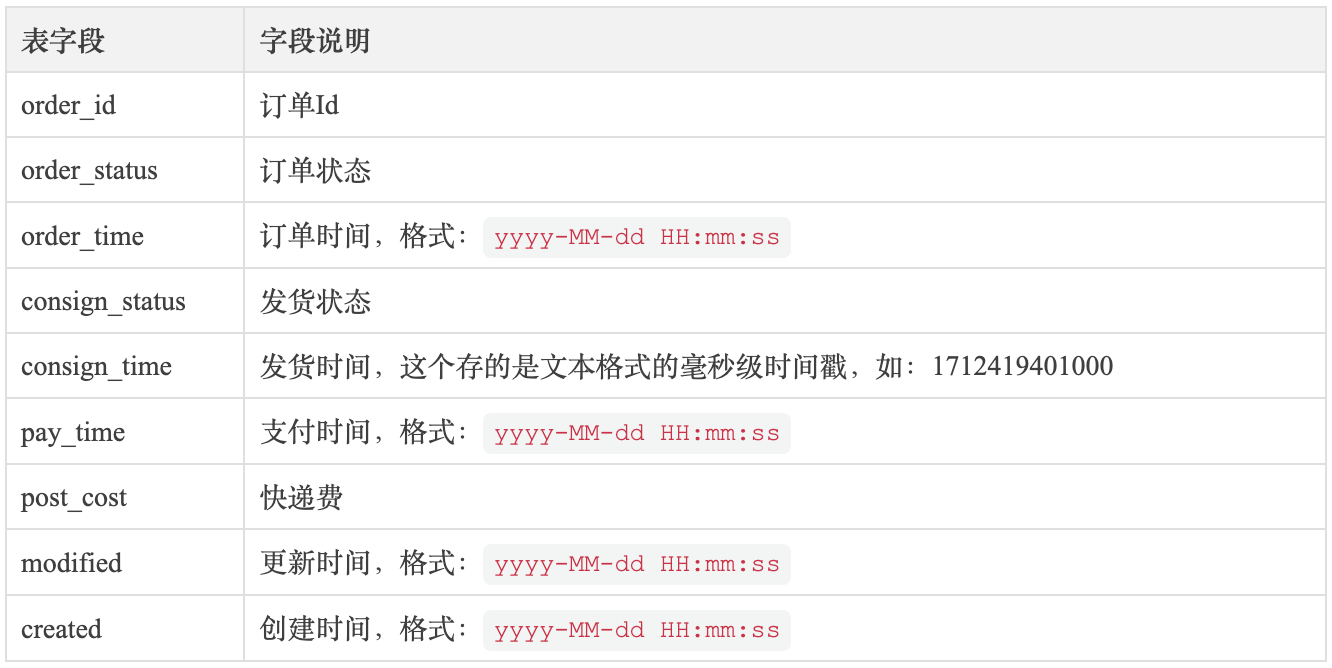 表字段 字段说明
order_id 订单Id
order_status 订单状态
order_time 订单时间，格式： yyyy-MM-dd HH:mm:ss
consign_status 发货状态
consign_time 发货时间，这个存的是文本格式的毫秒级时间戳，如：1712419401000
pay_time 支付时间，格式： yyyy-MM-dd HH:mm:ss
post_cost 快递费
modified 更新时间，格式： yyyy-MM-dd HH:mm:ss
created 创建时间，格式： yyyy-MM-dd HH:mm:ss